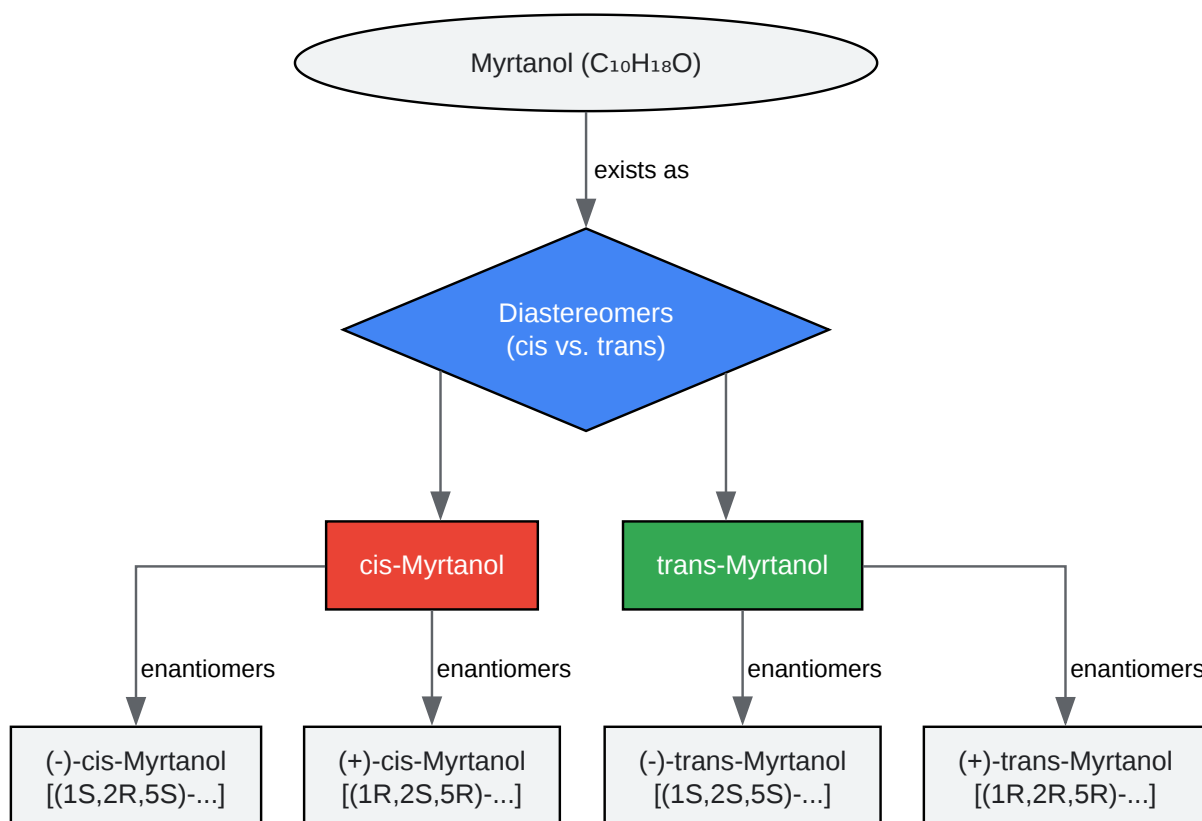 Myrtanol (C₁₀H₁₈O)
exists as
Diastereomers
(cis vs. trans)
cis-Myrtanol
trans-Myrtanol
enantiomers
enantiomers
enantiomers
enantiomers
(-)-cis-Myrtanol
[(1S,2R,5S)-...]
(+)-cis-Myrtanol
[(1R,2S,5R)-...]
(-)-trans-Myrtanol
[(1S,2S,5S)-...]
(+)-trans-Myrtanol
[(1R,2R,5R)-...]